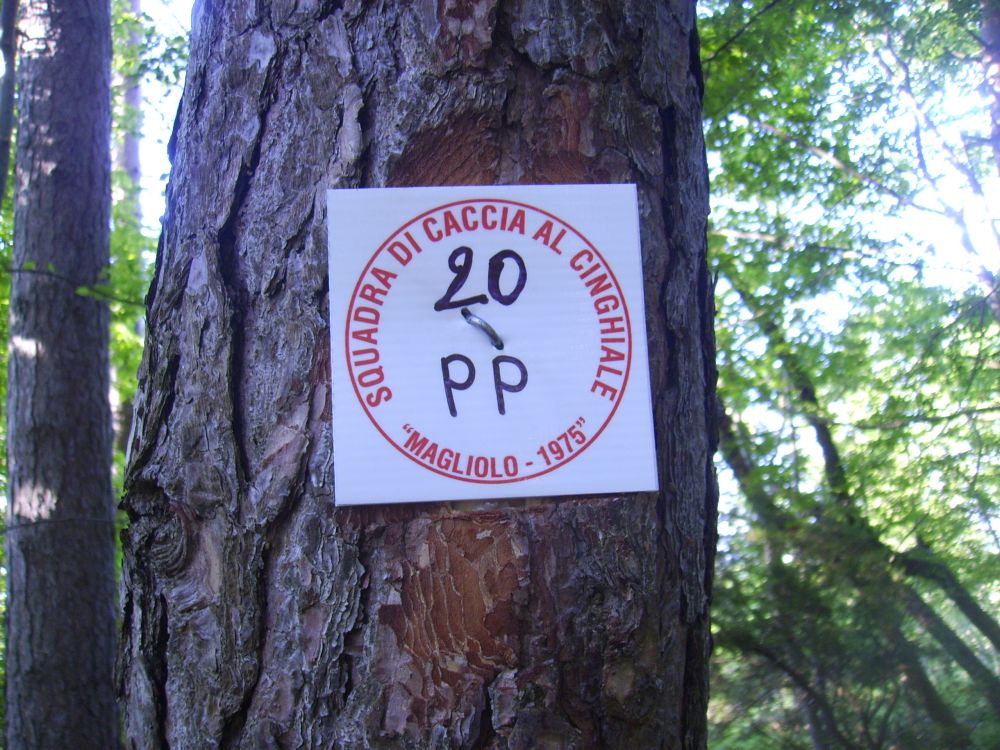 SQUADRA DI CACCIA AL CINGHIALE
20
PP
"MAGLIOLO - 1975"